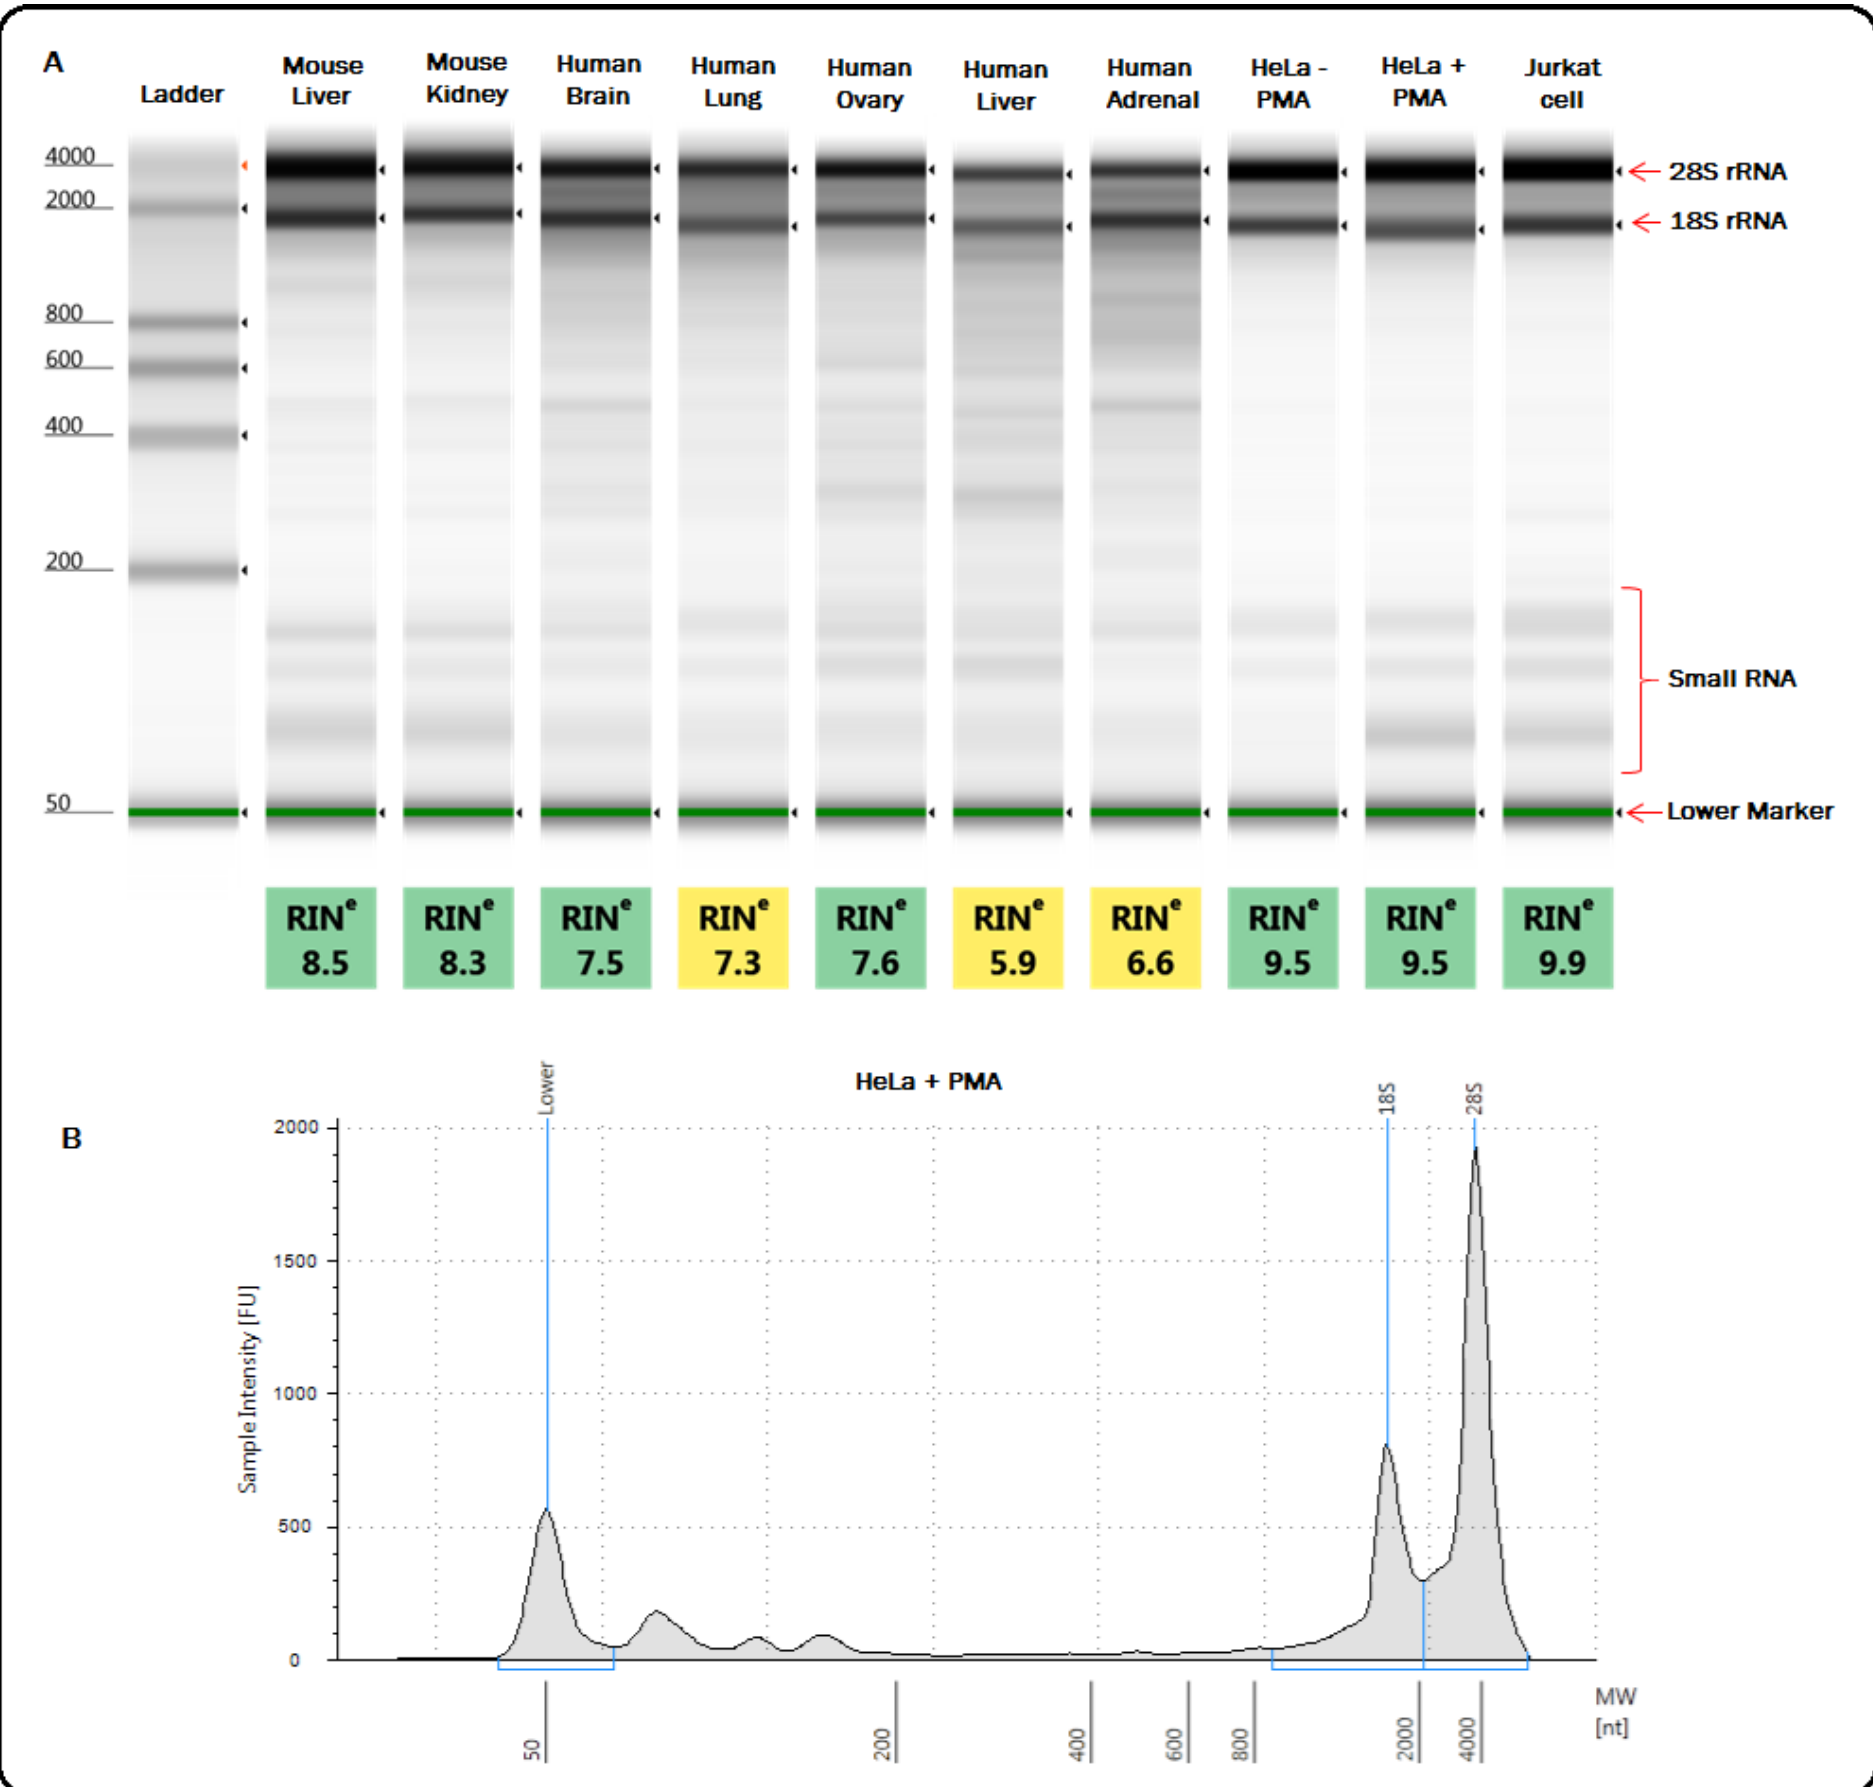 A
Ladder
Mouse
Liver
Mouse
Kidney
Human
Brain
Human
Lung
Human
Ovary
Human
Liver
Human
Adrenal
HeLa -
PMA
HeLa +
PMA
Jurkat
cell
4000
2000
800
600
400
200
50
28S rRNA
18S rRNA
Small RNA
Lower Marker
RINe
8.5
RINe
8.3
RINe
7.5
RINe
7.3
RINe
7.6
RINe
5.9
RINe
6.6
RINe
9.5
RINe
9.5
RINe
9.9
B
HeLa + PMA
Lower
18S
28S
Sample Intensity [FU]
2000
1500
1000
500
0
50
200
400
600
800
2000
4000
MW
[nt]